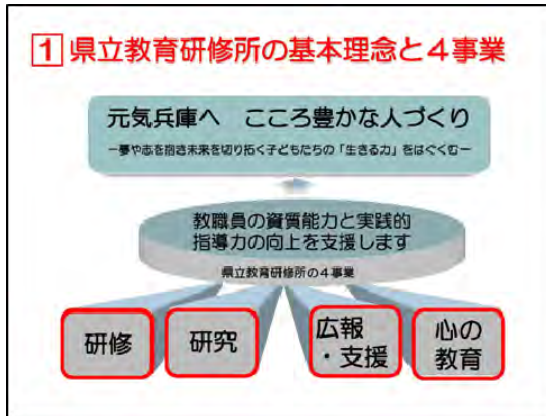 1 県立教育研修所の基本理念と4事業
元気兵庫へ こころ豊かな人づくり
ー夢や志を抱き未来を切り拓く子どもたちの「生きる力」をはぐくむー
教職員の資質能力と実践的
指導力の向上を支援します
県立教育研修所の4事業
研修
研究
広報
・支援
心の
教育